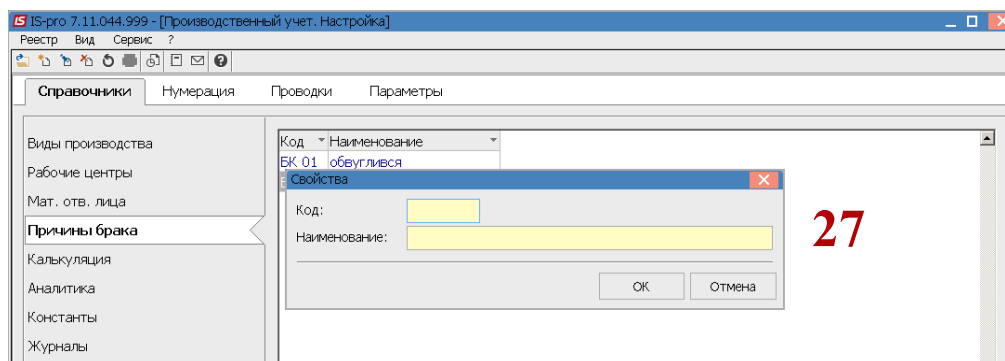 IS-pro 7.11.044.999 - [Производственный учет. Настройка]
Реестр Вид Сервис ?
Справочники Нумерация Проводки Параметры
Виды производства
Рабочие центры
Мат. отв. лица
Причины брака
Калькуляция
Аналитика
Константы
Журналы
Код Наименование
БК 01 обвуглився
Свойства
Код:
Наименование:
OK Отмена
27